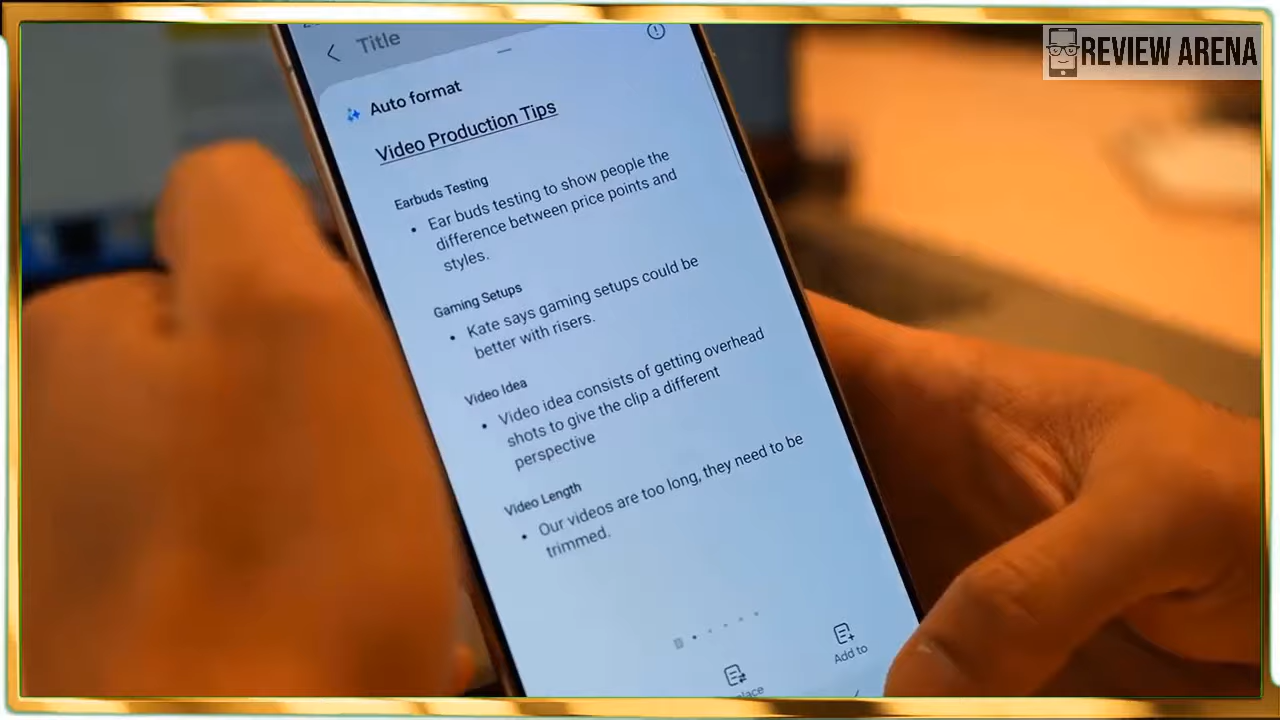 REVIEW ARENA
Title
Auto format
Video Production Tips
Earbuds Testing
• Ear buds testing to show people the
difference between price points and
styles.
Gaming Setups
• Kate says gaming setups could be
better with risers.
Video Idea
• Video idea consists of getting overhead
shots to give the clip a different
perspective
Video Length
• Our videos are too long, they need to be
trimmed.
Add to